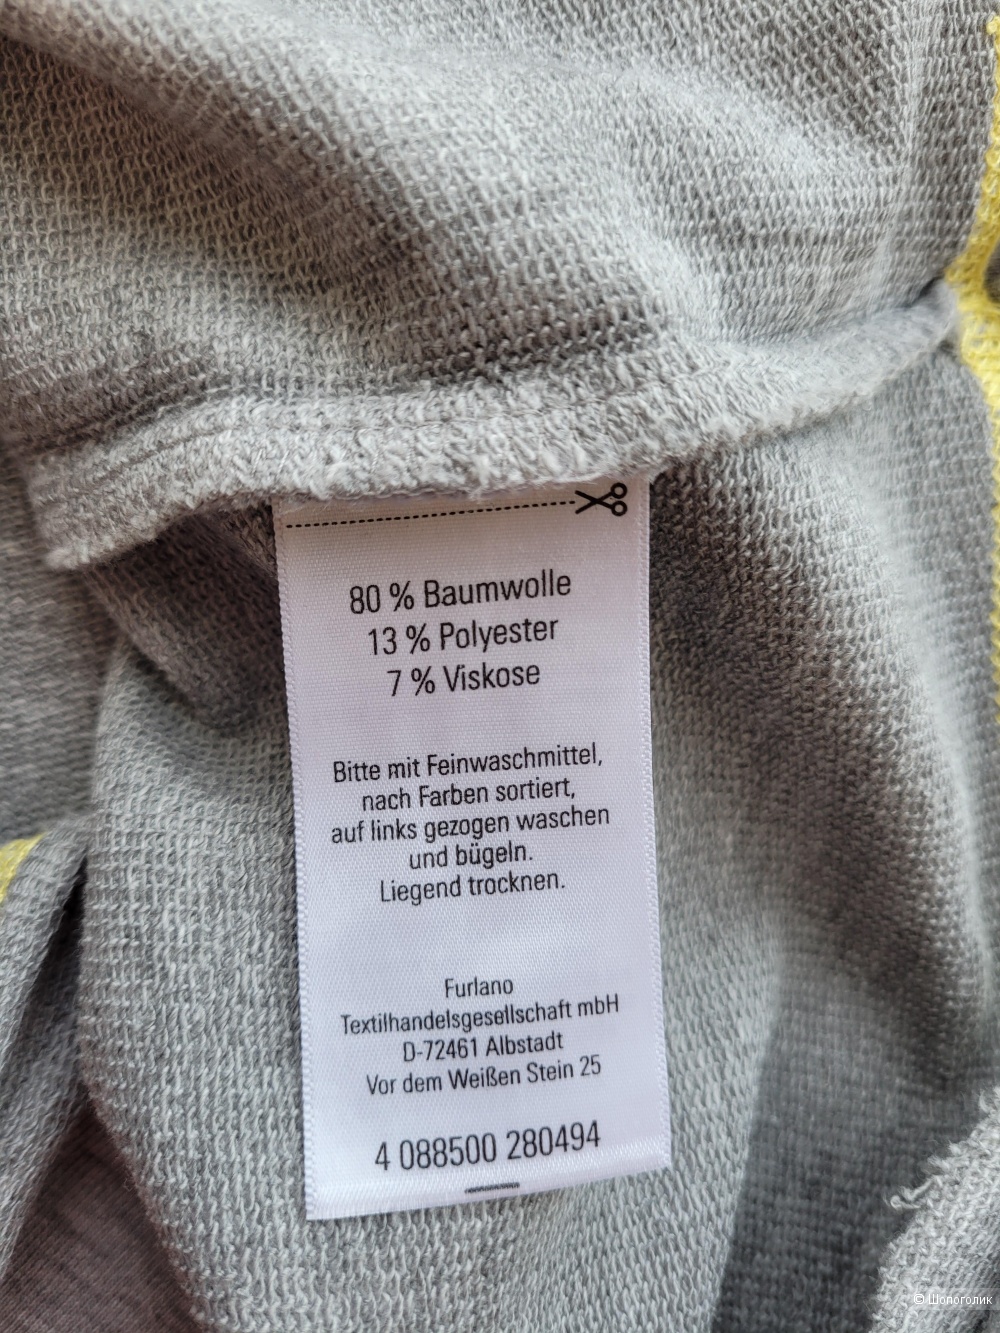 80 % Baumwolle
13 % Polyester
7 % Viskose
Bitte mit Feinwaschmittel,
nach Farben sortiert,
auf links gezogen waschen
und bügeln.
Liegend trocknen.
Furlano
Textilhandelsgesellschaft mbH
D-72461 Albstadt
Vor dem Weißen Stein 25
4 088500 280494
© Шопоголик